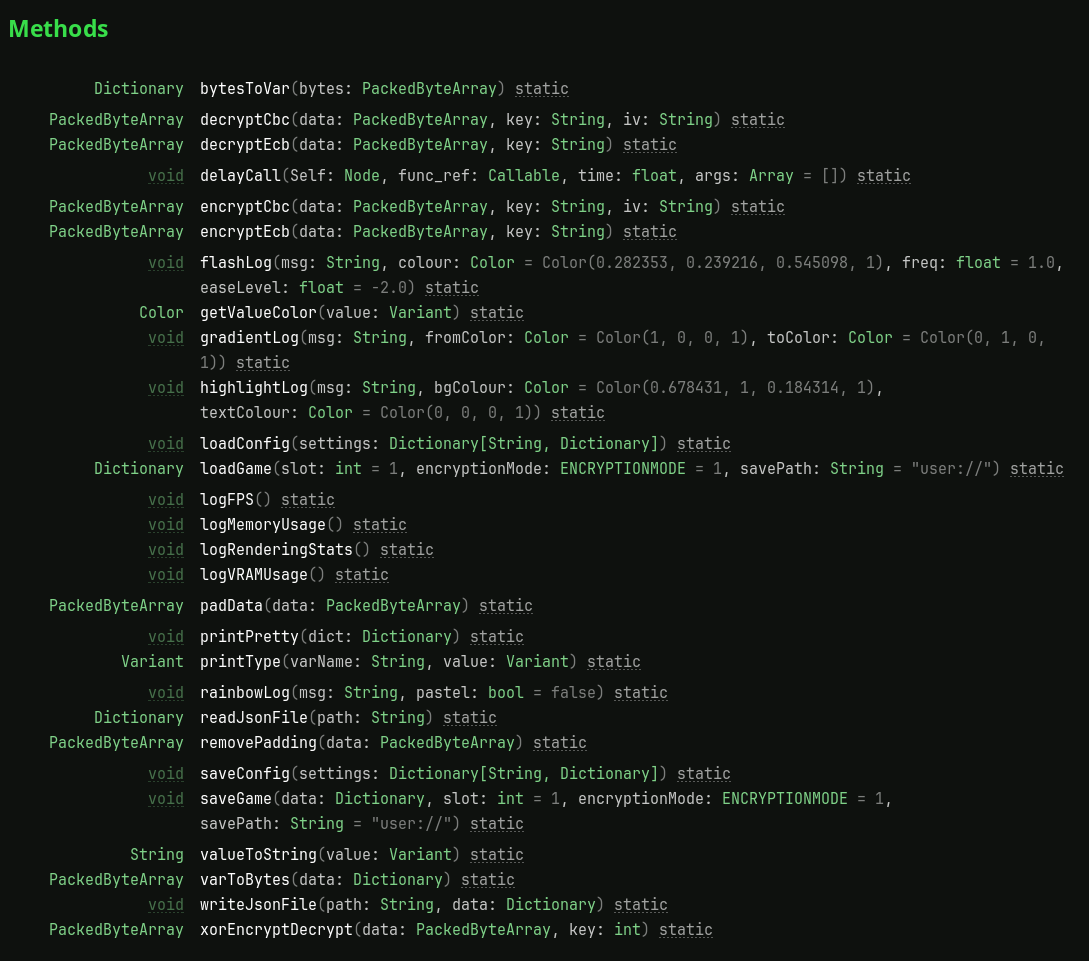 Methods
Dictionary bytesToVar(bytes: PackedByteArray) static
PackedByteArray decryptCbc(data: PackedByteArray, key: String, iv: String) static
PackedByteArray decryptEcb(data: PackedByteArray, key: String) static
void delayCall(Self: Node, func_ref: Callable, time: float, args: Array = []) static
PackedByteArray encryptCbc(data: PackedByteArray, key: String, iv: String) static
PackedByteArray encryptEcb(data: PackedByteArray, key: String) static
void flashLog(msg: String, colour: Color = Color(0.282353, 0.239216, 0.545098, 1), freq: float = 1.0,
easeLevel: float = -2.0) static
Color getValueColor(value: Variant) static
void gradientLog(msg: String, fromColor: Color = Color(1, 0, 0, 1), toColor: Color = Color(0, 1, 0,
1)) static
void highlightLog(msg: String, bgColour: Color = Color(0.678431, 1, 0.184314, 1),
textColour: Color = Color(0, 0, 0, 1)) static
void loadConfig(settings: Dictionary[String, Dictionary]) static
Dictionary loadGame(slot: int = 1, encryptionMode: ENCRYPTIONMODE = 1, savePath: String = "user://") static
void logFPS() static
void logMemoryUsage() static
void logRenderingStats() static
void logVRAMUsage() static
PackedByteArray padData(data: PackedByteArray) static
void printPretty(dict: Dictionary) static
Variant printType(varName: String, value: Variant) static
void rainbowLog(msg: String, pastel: bool = false) static
Dictionary readJsonFile(path: String) static
PackedByteArray removePadding(data: PackedByteArray) static
void saveConfig(settings: Dictionary[String, Dictionary]) static
void saveGame(data: Dictionary, slot: int = 1, encryptionMode: ENCRYPTIONMODE = 1,
savePath: String = "user://") static
String valueToString(value: Variant) static
PackedByteArray varToBytes(data: Dictionary) static
void writeJsonFile(path: String, data: Dictionary) static
PackedByteArray xorEncryptDecrypt(data: PackedByteArray, key: int) static